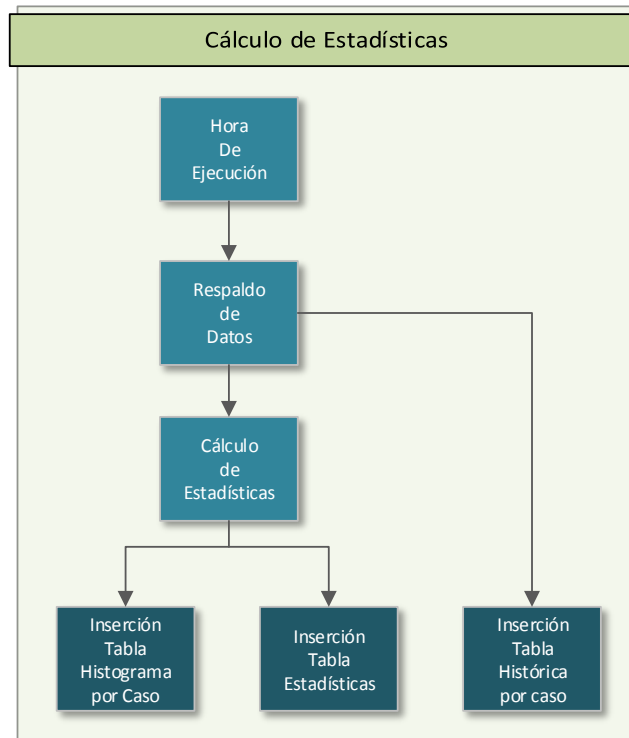 Cálculo de Estadísticas
Hora
De
Ejecución
Respaldo
de
Datos
Cálculo
de
Estadísticas
Inserción
Tabla
Histograma
por Caso
Inserción
Tabla
Estadísticas
Inserción
Tabla
Histórica
por caso